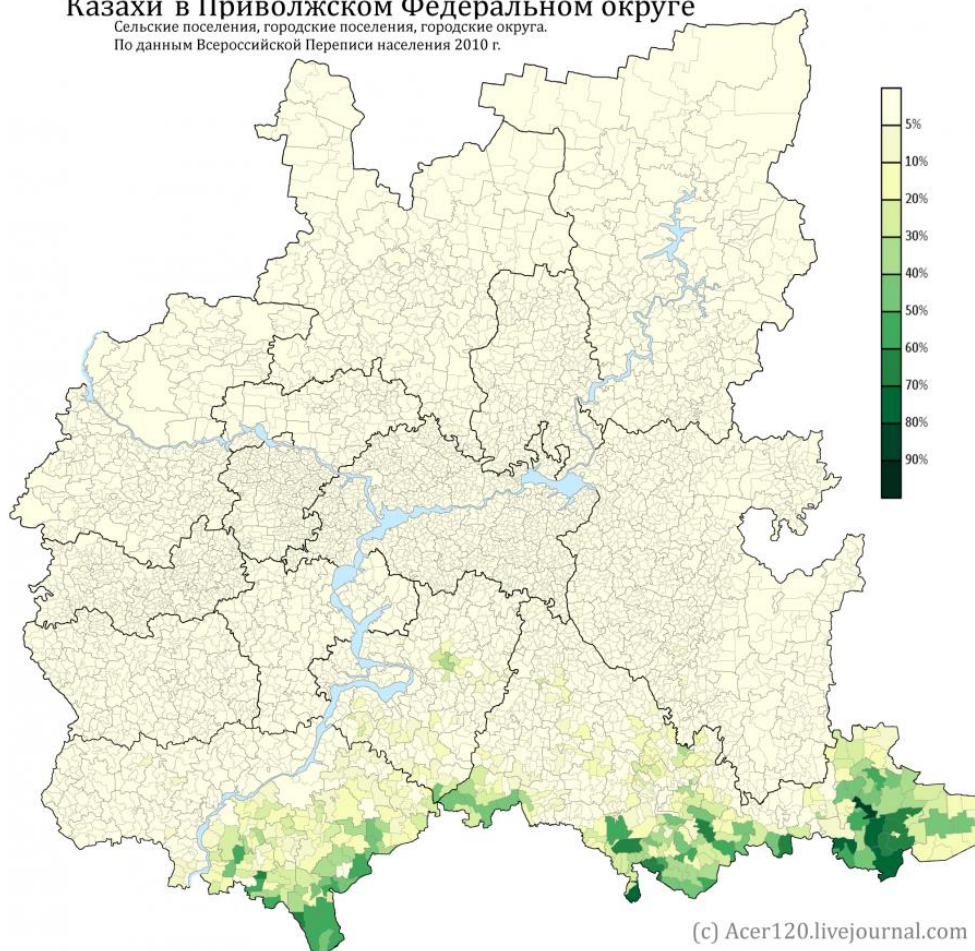 Казахи в Приволжском Федеральном округе
Сельские поселения, городские поселения, городские округа.
По данным Всероссийской Переписи населения 2010 г.
5%
10%
20%
30%
40%
50%
60%
70%
80%
90%
(c) Acer120.livejournal.com